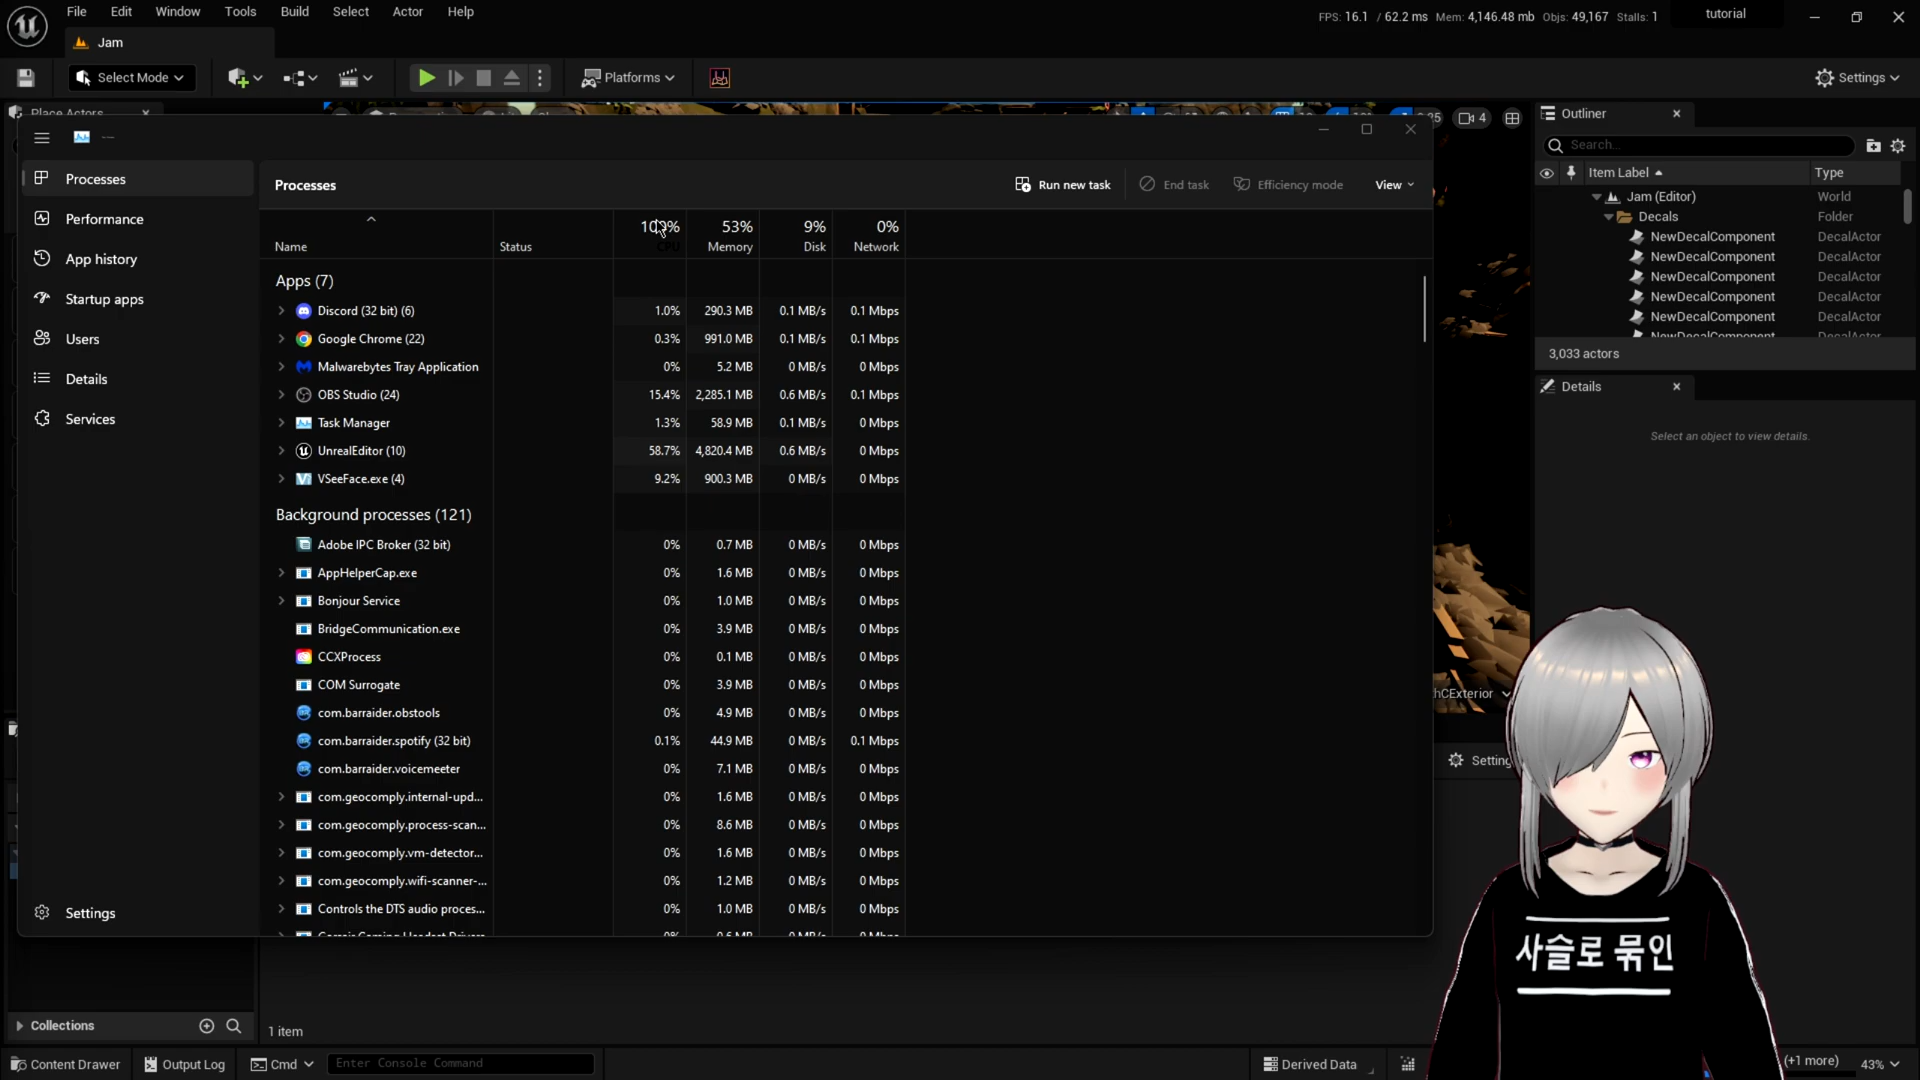 File Edit Window Tools Build Select Actor Help
FPS: 16.1 / 62.2 ms Mem: 4,146.48 mb Objs: 49,167 Stalls: 1
tutorial
Jam
Select Mode
Platforms
Settings
Place Actors
Outliner
Search...
Item Label Type
Jam (Editor) World
Decals Folder
NewDecalComponent DecalActor
NewDecalComponent DecalActor
NewDecalComponent DecalActor
NewDecalComponent DecalActor
NewDecalComponent DecalActor
NewDecalComponent DecalActor
3,033 actors
Details
Select an object to view details.
4
Processes
Performance
App history
Startup apps
Users
Details
Services
Settings
Processes
Run new task End task Efficiency mode View
100% 53% 9% 0%
Name Status CPU Memory Disk Network
Apps (7)
Discord (32 bit) (6) 1.0% 290.3 MB 0.1 MB/s 0.1 Mbps
Google Chrome (22) 0.3% 991.0 MB 0.1 MB/s 0.1 Mbps
Malwarebytes Tray Application 0% 5.2 MB 0 MB/s 0 Mbps
OBS Studio (24) 15.4% 2,285.1 MB 0.6 MB/s 0.1 Mbps
Task Manager 1.3% 58.9 MB 0.1 MB/s 0 Mbps
UnrealEditor (10) 58.7% 4,820.4 MB 0.6 MB/s 0 Mbps
VSeeFace.exe (4) 9.2% 900.3 MB 0 MB/s 0 Mbps
Background processes (121)
Adobe IPC Broker (32 bit) 0% 0.7 MB 0 MB/s 0 Mbps
AppHelperCap.exe 0% 1.6 MB 0 MB/s 0 Mbps
Bonjour Service 0% 1.0 MB 0 MB/s 0 Mbps
BridgeCommunication.exe 0% 3.9 MB 0 MB/s 0 Mbps
CCXProcess 0% 0.1 MB 0 MB/s 0 Mbps
COM Surrogate 0% 3.9 MB 0 MB/s 0 Mbps
com.barraider.obstools 0% 4.9 MB 0 MB/s 0 Mbps
com.barraider.spotify (32 bit) 0.1% 44.9 MB 0 MB/s 0.1 Mbps
com.barraider.voicemeeter 0% 7.1 MB 0 MB/s 0 Mbps
com.geocomply.internal-upd... 0% 1.6 MB 0 MB/s 0 Mbps
com.geocomply.process-scan... 0% 8.6 MB 0 MB/s 0 Mbps
com.geocomply.vm-detector... 0% 1.6 MB 0 MB/s 0 Mbps
com.geocomply.wifi-scanner-... 0% 1.2 MB 0 MB/s 0 Mbps
Controls the DTS audio proces... 0% 1.0 MB 0 MB/s 0 Mbps
사슬로 묶인
Collections
1 item
Content Drawer Output Log Cmd Enter Console Command
Derived Data
(+1 more) 43%